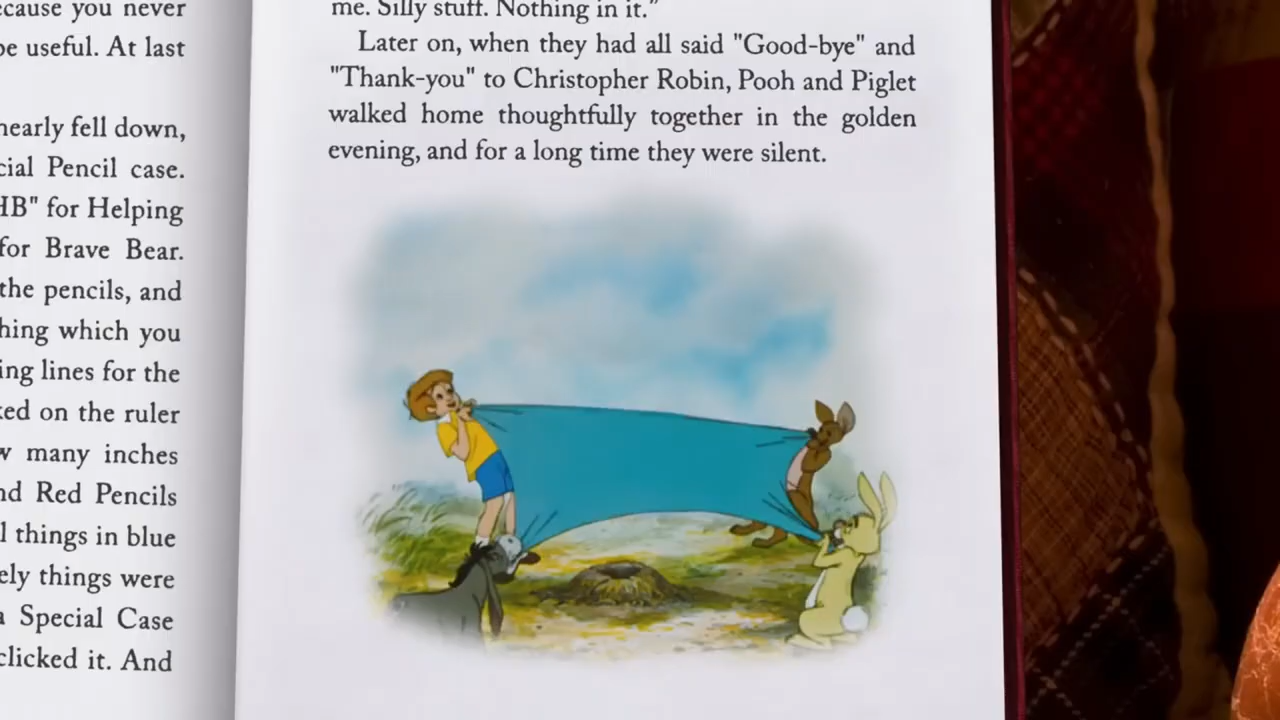 ecause you never
be useful. At last
nearly fell down,
cial Pencil case.
HB" for Helping
for Brave Bear.
the pencils, and
hing which you
ing lines for the
ked on the ruler
w many inches
nd Red Pencils
l things in blue
ely things were
a Special Case
clicked it. And
me. Silly stuff. Nothing in it."
Later on, when they had all said "Good-bye" and
"Thank-you" to Christopher Robin, Pooh and Piglet
walked home thoughtfully together in the golden
evening, and for a long time they were silent.